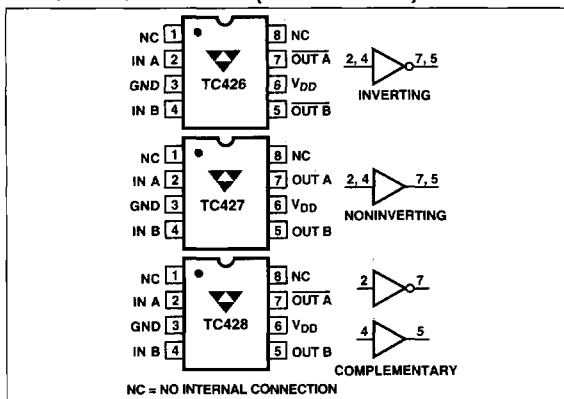 NC 1 8 NC
IN A 2 7 OUT A 2, 4 7, 5
GND 3 TC426 6 VDD
INVERTING
IN B 4 5 OUT B
NC 1 8 NC
IN A 2 7 OUT A 2, 4 7, 5
GND 3 TC427 6 VDD
NONINVERTING
IN B 4 5 OUT B
NC 1 8 NC 2 7
IN A 2 7 OUT A
GND 3 TC428 6 VDD
IN B 4 5 OUT B 4 5
COMPLEMENTARY
NC = NO INTERNAL CONNECTION